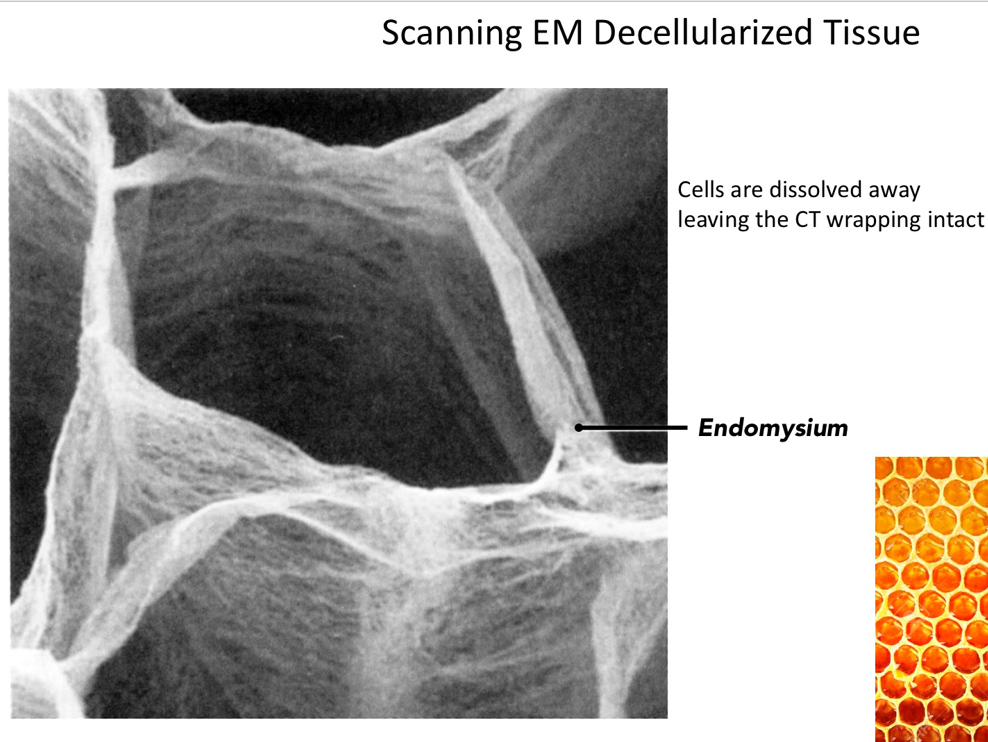 Scanning EM Decellularized Tissue
Cells are dissolved away
leaving the CT wrapping intact
Endomysium